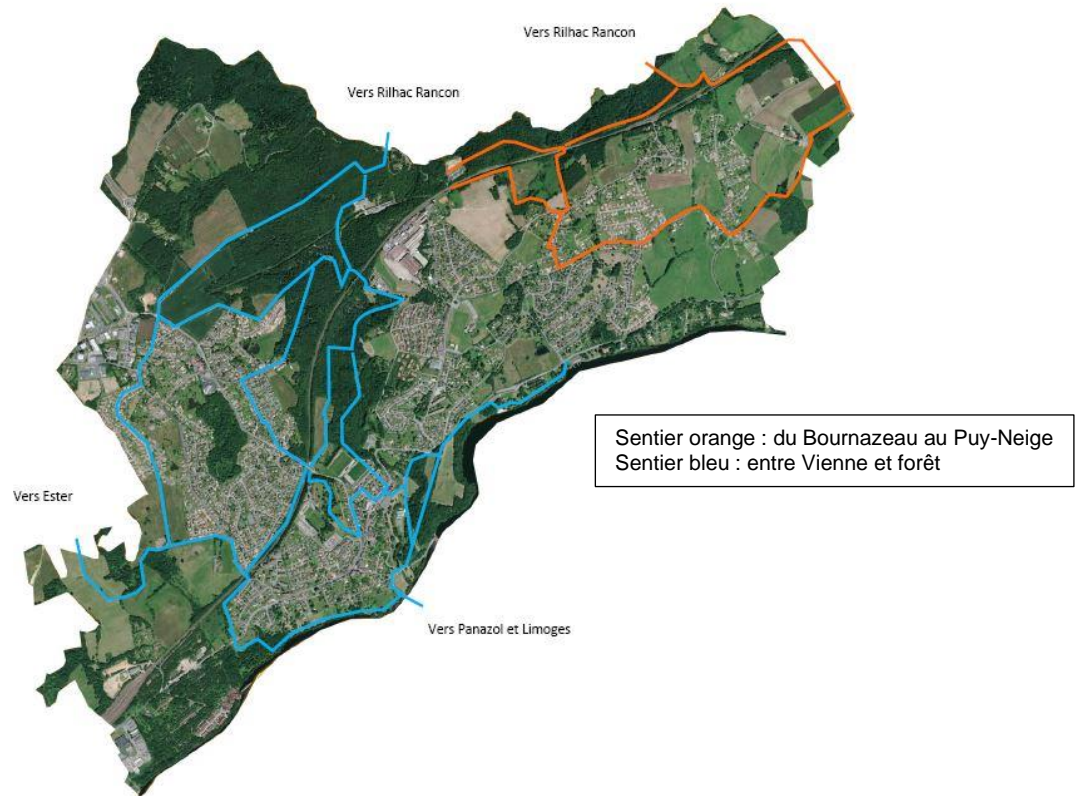 Vers Rilhac Rancon
Vers Rilhac Rancon
Sentier orange : du Bournazeau au Puy-Neige
Sentier bleu : entre Vienne et forêt
Vers Ester
Vers Panazol et Limoges